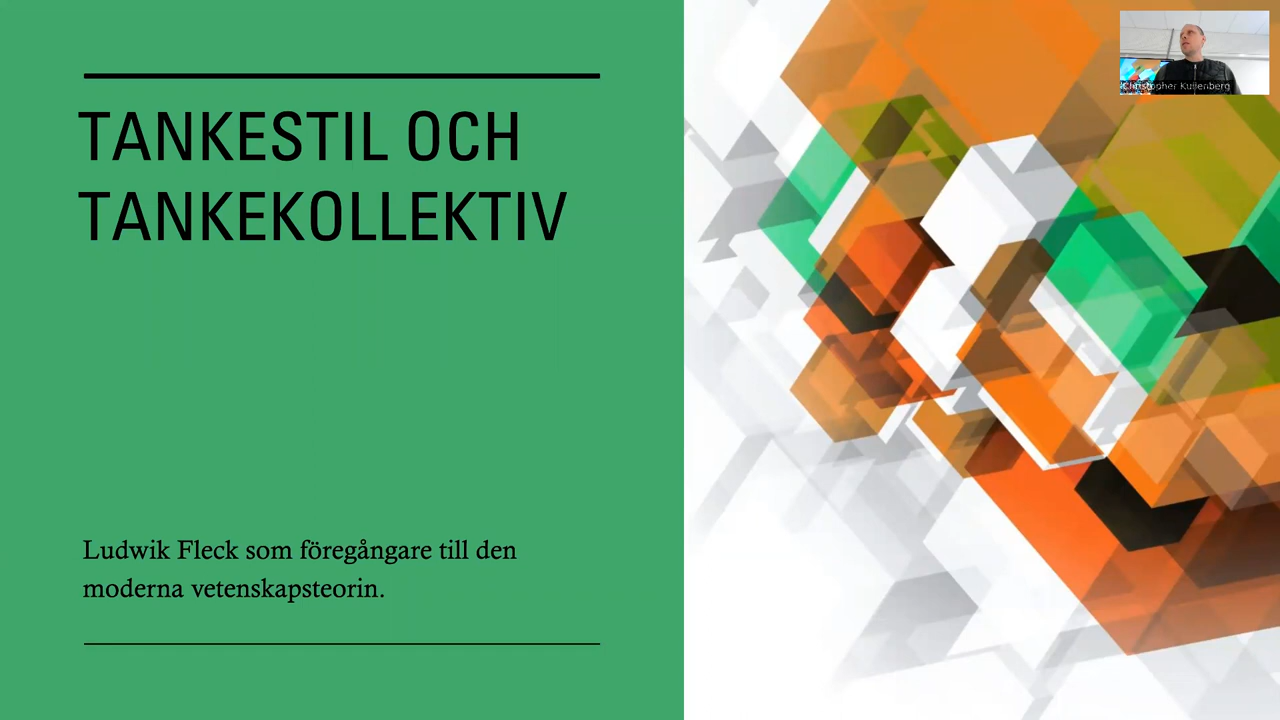 TANKESTIL OCH
TANKEKOLLEKTIV
Ludwik Fleck som föregångare till den
moderna vetenskapsteorin.
Christopher Kullenberg